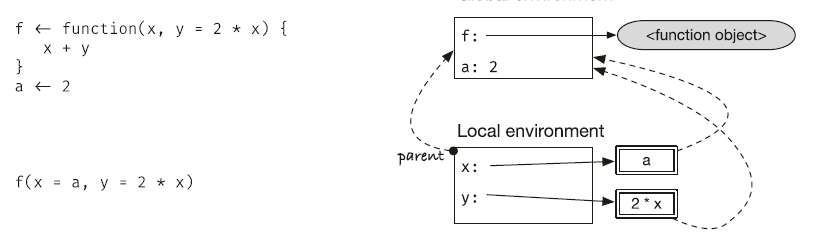 f ← function(x, y = 2 * x) {
x + y
}
a ← 2
f(x = a, y = 2 * x)
f:
<function object>
a: 2
Local environment
parent
x:
a
y:
2 * x